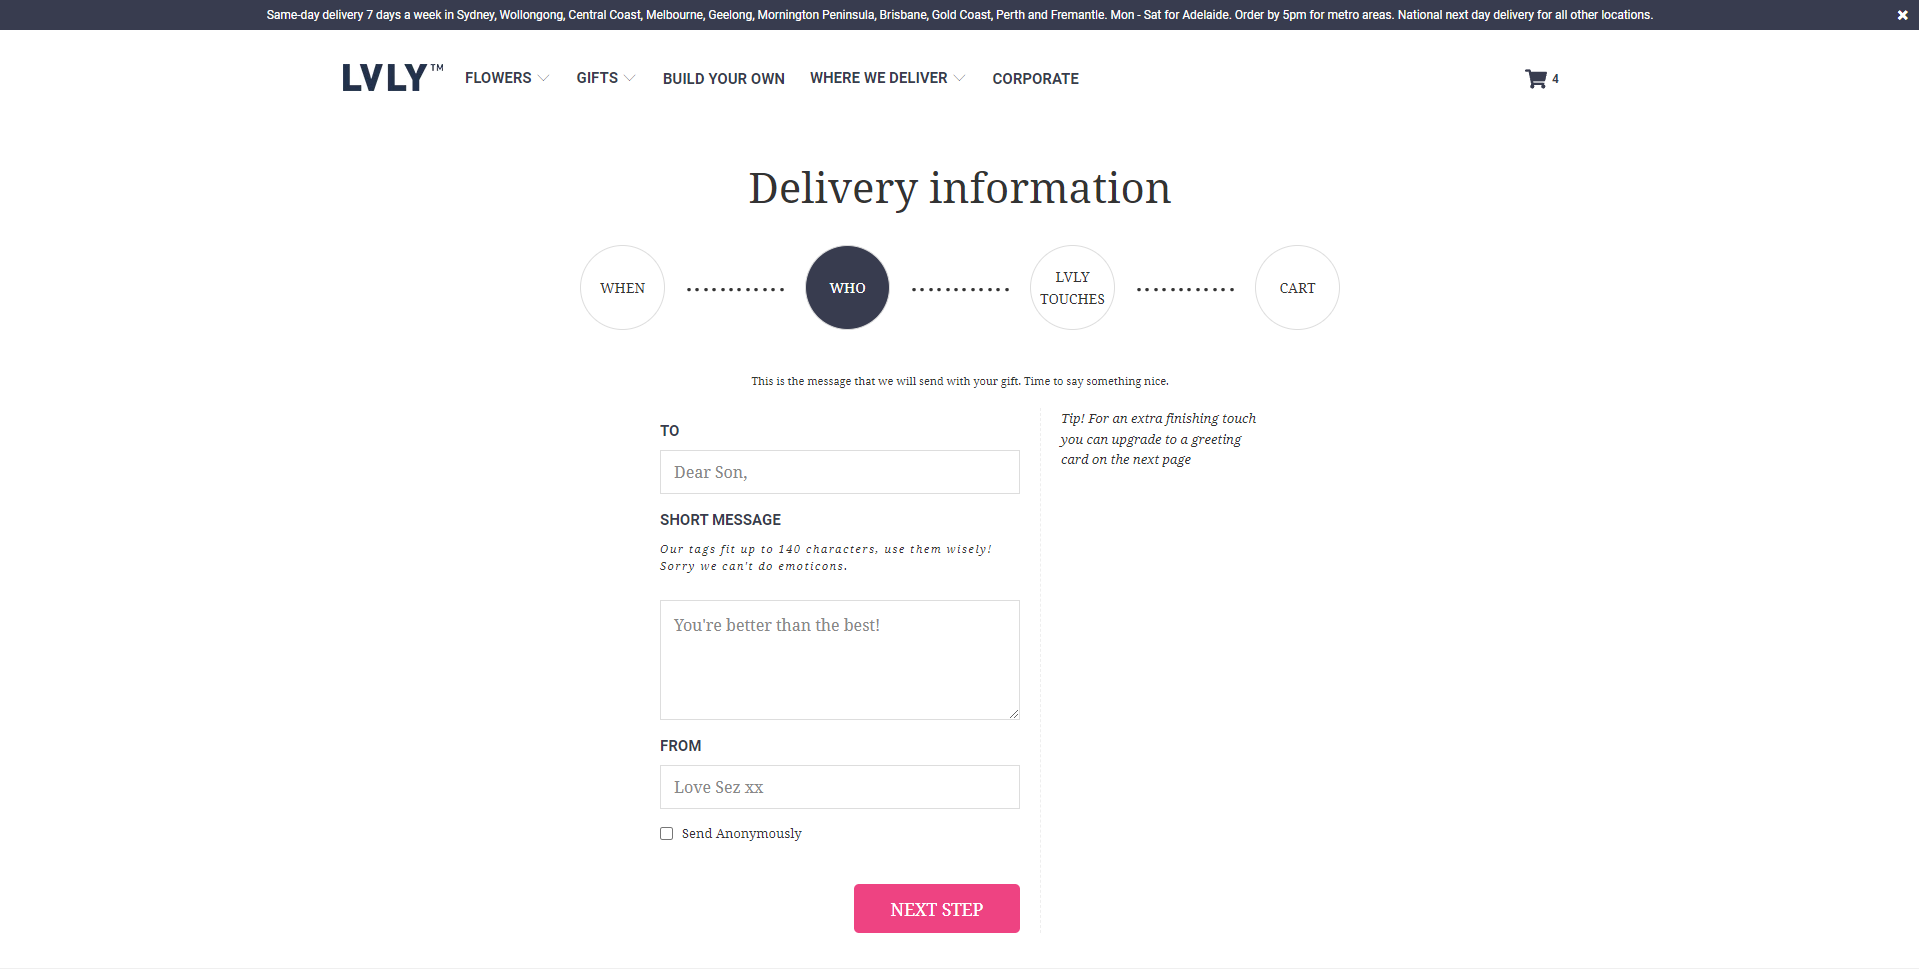 Same-day delivery 7 days a week in Sydney, Wollongong, Central Coast, Melbourne, Geelong, Mornington Peninsula, Brisbane, Gold Coast, Perth and Fremantle. Mon - Sat for Adelaide. Order by 5pm for metro areas. National next day delivery for all other locations.
LVLY™ FLOWERS GIFTS BUILD YOUR OWN WHERE WE DELIVER CORPORATE 4
Delivery information
WHEN WHO LVLY TOUCHES CART
This is the message that we will send with your gift. Time to say something nice.
TO
Dear Son,
SHORT MESSAGE
Our tags fit up to 140 characters, use them wisely!
Sorry we can't do emoticons.
You're better than the best!
FROM
Love Sez xx
Send Anonymously
NEXT STEP
Tip! For an extra finishing touch
you can upgrade to a greeting
card on the next page